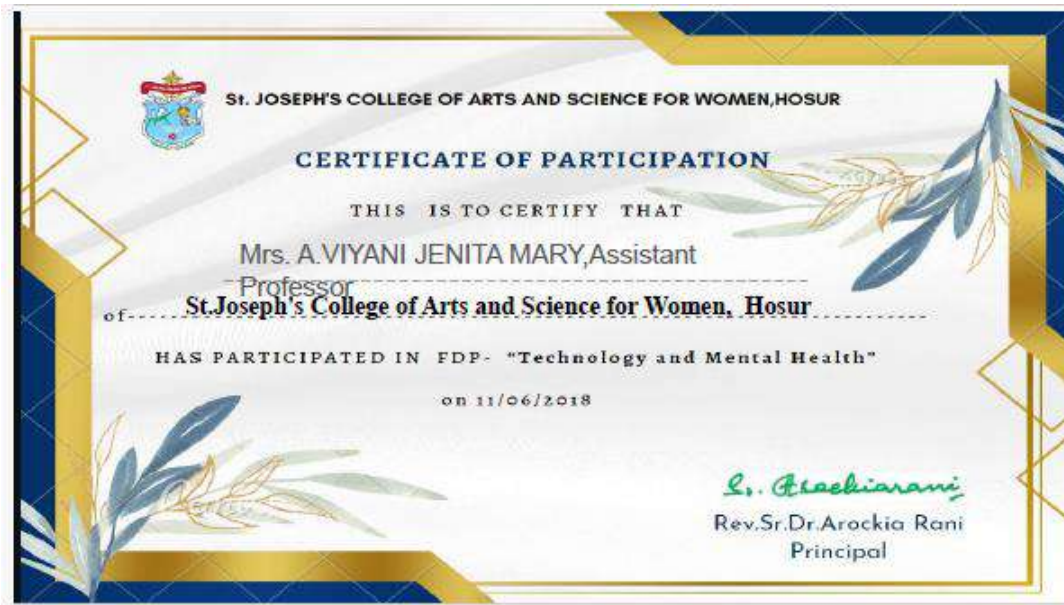 St. JOSEPH'S COLLEGE OF ARTS AND SCIENCE FOR WOMEN,HOSUR
CERTIFICATE OF PARTICIPATION
THIS IS TO CERTIFY THAT
Mrs. A.VIYANI JENITA MARY,Assistant
Professor
of St.Joseph's College of Arts and Science for Women, Hosur
HAS PARTICIPATED IN FDP- "Technology and Mental Health"
on 11/06/2018
Rev.Sr.Dr.Arockia Rani
Principal